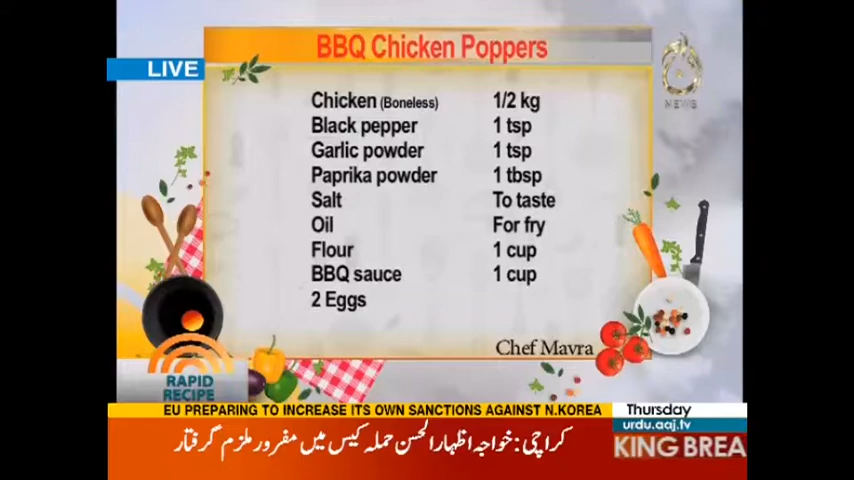 BBQ Chicken Poppers
LIVE
NEWS
Chicken (Boneless) 1/2 kg
Black pepper 1 tsp
Garlic powder 1 tsp
Paprika powder 1 tbsp
Salt To taste
Oil For fry
Flour 1 cup
BBQ sauce 1 cup
2 Eggs
Chef Mavra
RAPID
RECIPE
EU PREPARING TO INCREASE ITS OWN SANCTIONS AGAINST N.KOREA
Thursday
urdu.aaj.tv
کراچی: خواجہ اظہارالحسن حملہ کیس میں مفرور ملزم گرفتار
KING BREA